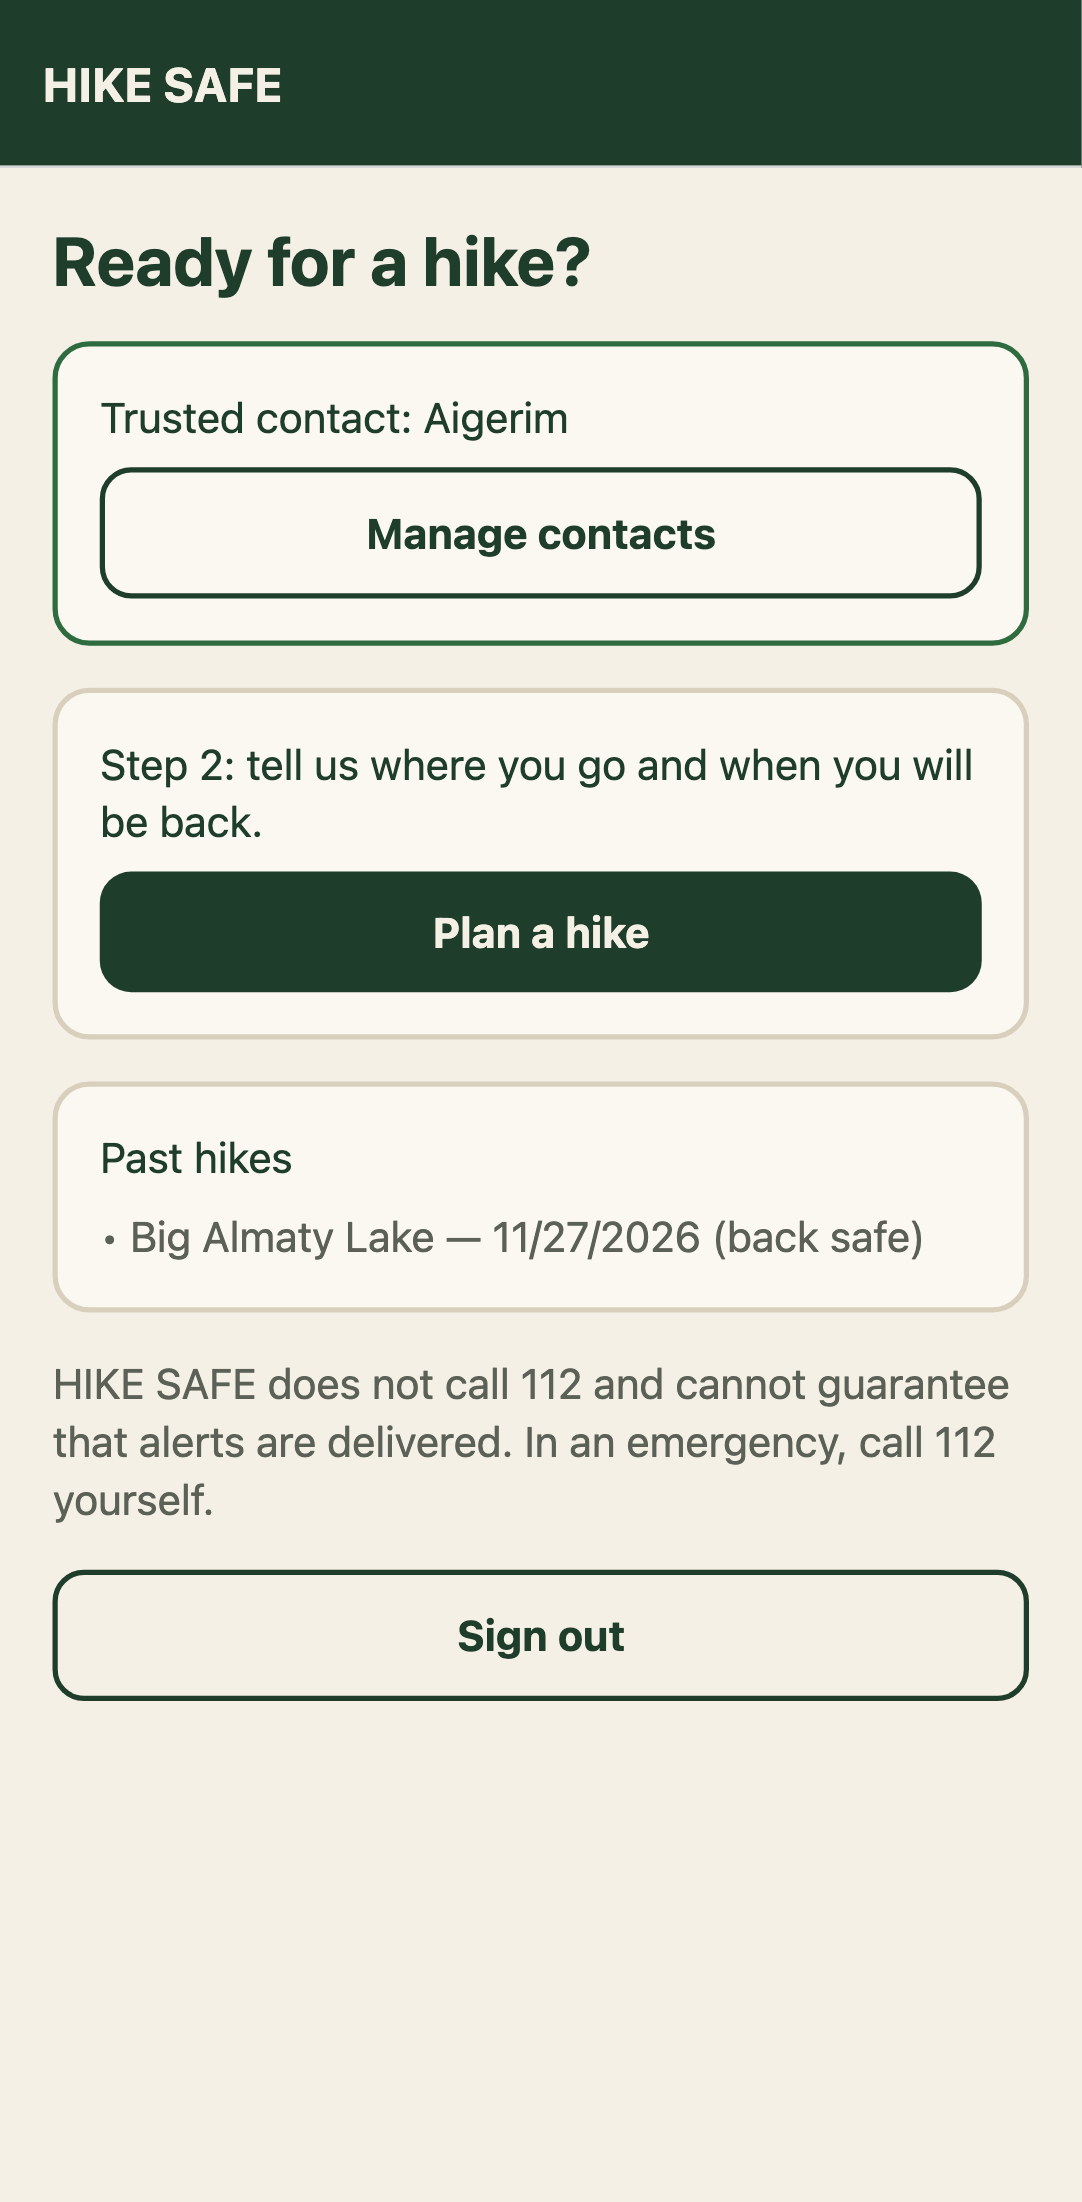 HIKE SAFE
Ready for a hike?
Trusted contact: Aigerim
Manage contacts
Step 2: tell us where you go and when you will
be back.
Plan a hike
Past hikes
• Big Almaty Lake — 11/27/2026 (back safe)
HIKE SAFE does not call 112 and cannot guarantee
that alerts are delivered. In an emergency, call 112
yourself.
Sign out